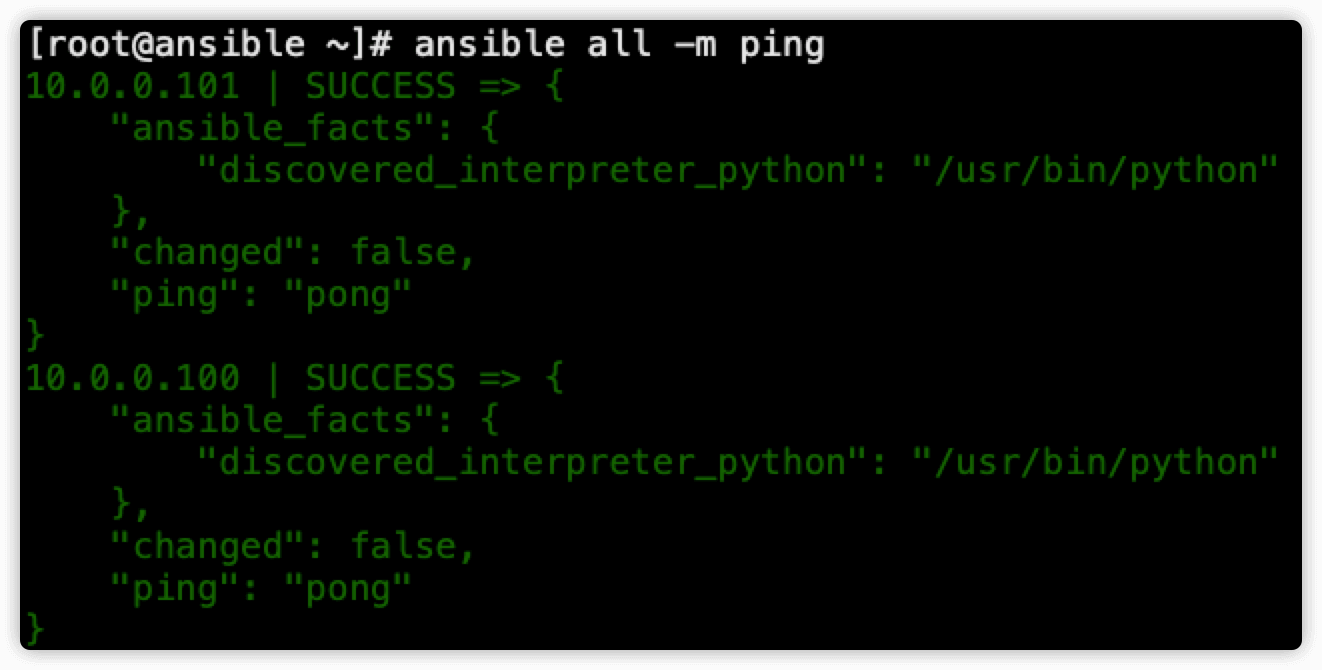 [root@ansible ~]# ansible all -m ping
10.0.0.101 | SUCCESS => {
    "ansible_facts": {
        "discovered_interpreter_python": "/usr/bin/python"
    },
    "changed": false,
    "ping": "pong"
}
10.0.0.100 | SUCCESS => {
    "ansible_facts": {
        "discovered_interpreter_python": "/usr/bin/python"
    },
    "changed": false,
    "ping": "pong"
}